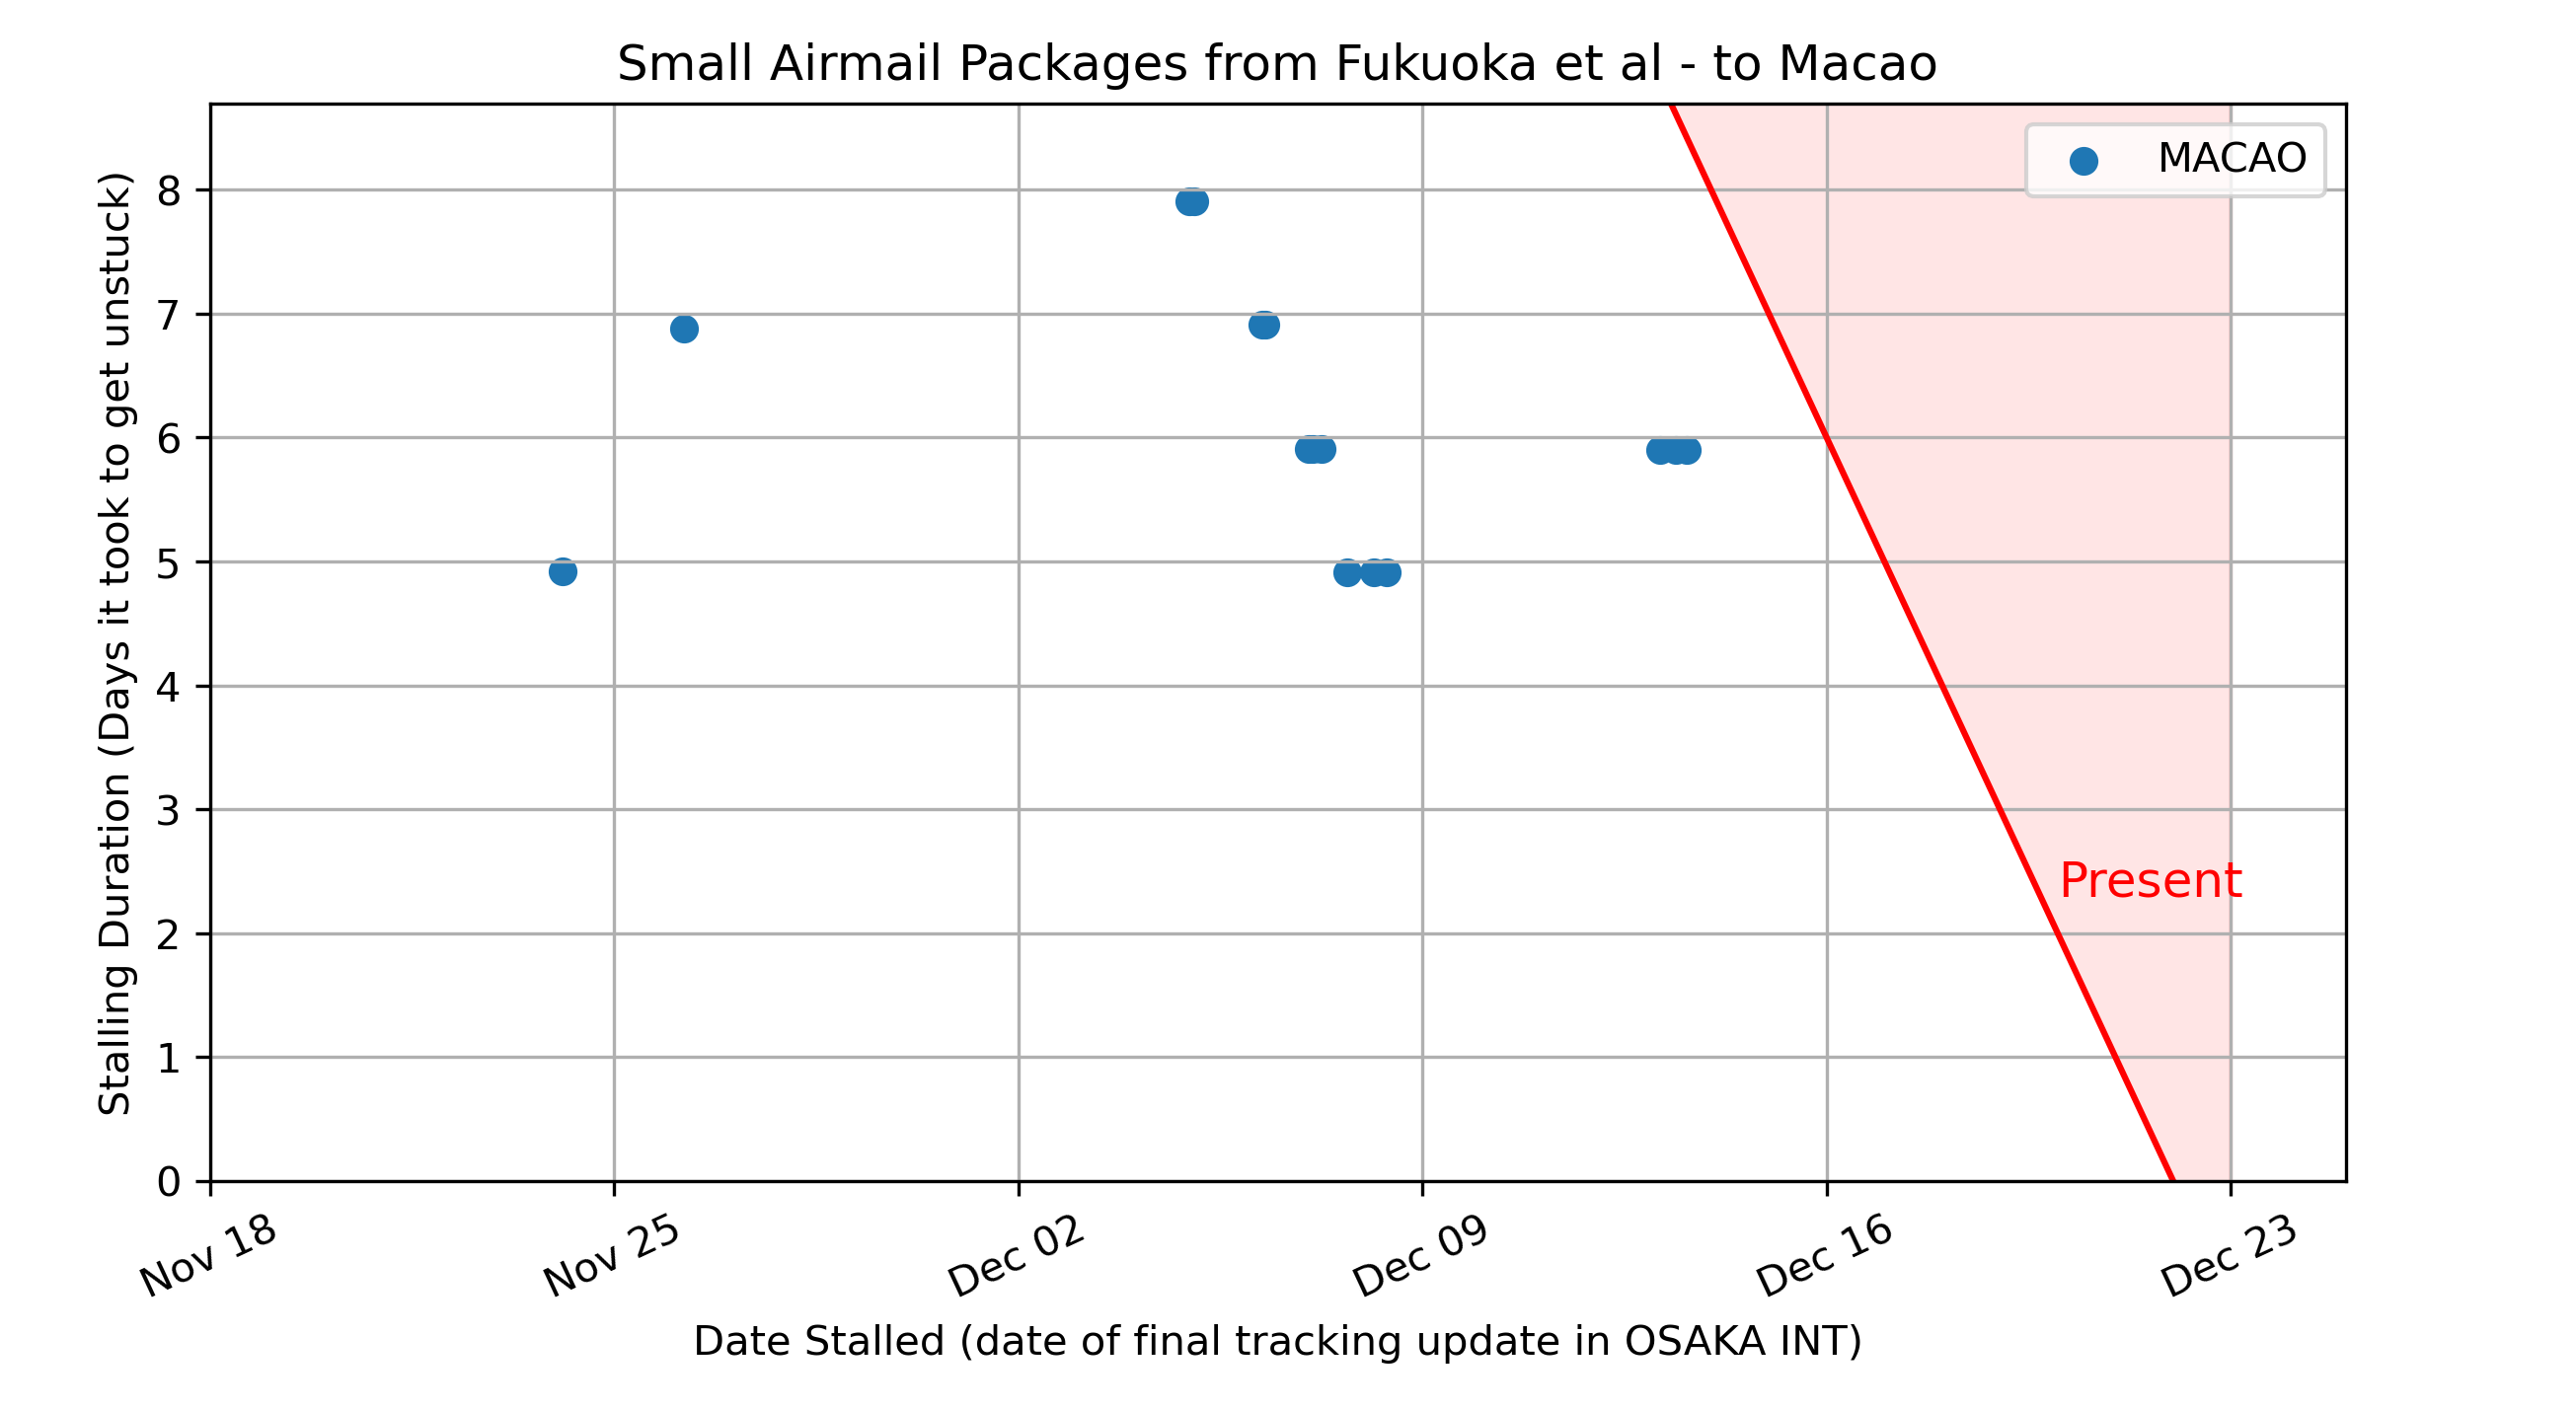 Small Airmail Packages from Fukuoka et al - to Macao
MACAO
Stalling Duration (Days it took to get unstuck)
8
7
6
5
4
3
2
1
0
Present
Nov 18
Nov 25
Dec 02
Dec 09
Dec 16
Dec 23
Date Stalled (date of final tracking update in OSAKA INT)